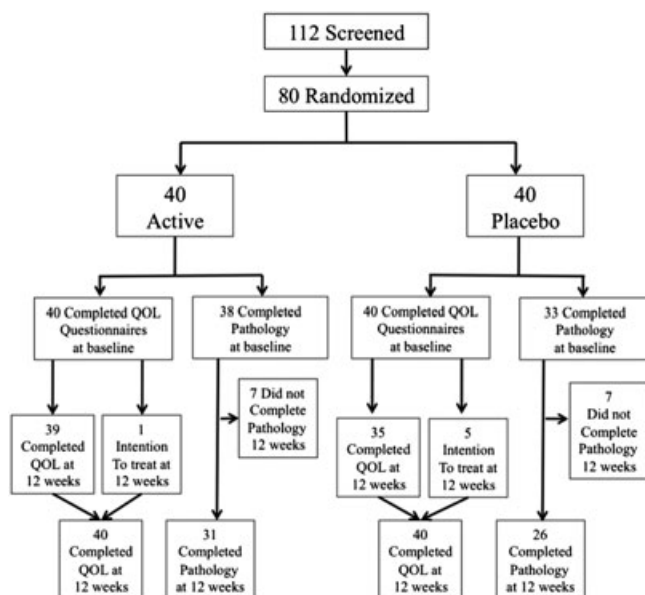 112 Screened
80 Randomized
40
Active
40
Placebo
40 Completed QOL
Questionnaires
at baseline
38 Completed
Pathology
at baseline
40 Completed QOL
Questionnaires
at baseline
33 Completed
Pathology
at baseline
7 Did not
Complete
Pathology
12 weeks
7
Did not
Complete
Pathology
12 weeks
39
Completed
QOL at
12 weeks
1
Intention
To treat at
12 weeks
35
Completed
QOL at
12 weeks
5
Intention
To treat at
12 weeks
40
Completed
QOL at
12 weeks
31
Completed
Pathology
at 12 weeks
40
Completed
QOL at
12 weeks
26
Completed
Pathology
at 12 weeks